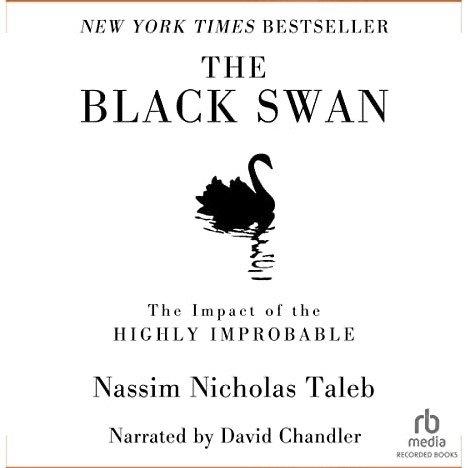 NEW YORK TIMES BESTSELLER
THE
BLACK SWAN
The Impact of the
HIGHLY IMPROBABLE
Nassim Nicholas Taleb
Narrated by David Chandler
rb
media
RECORDED BOOKS